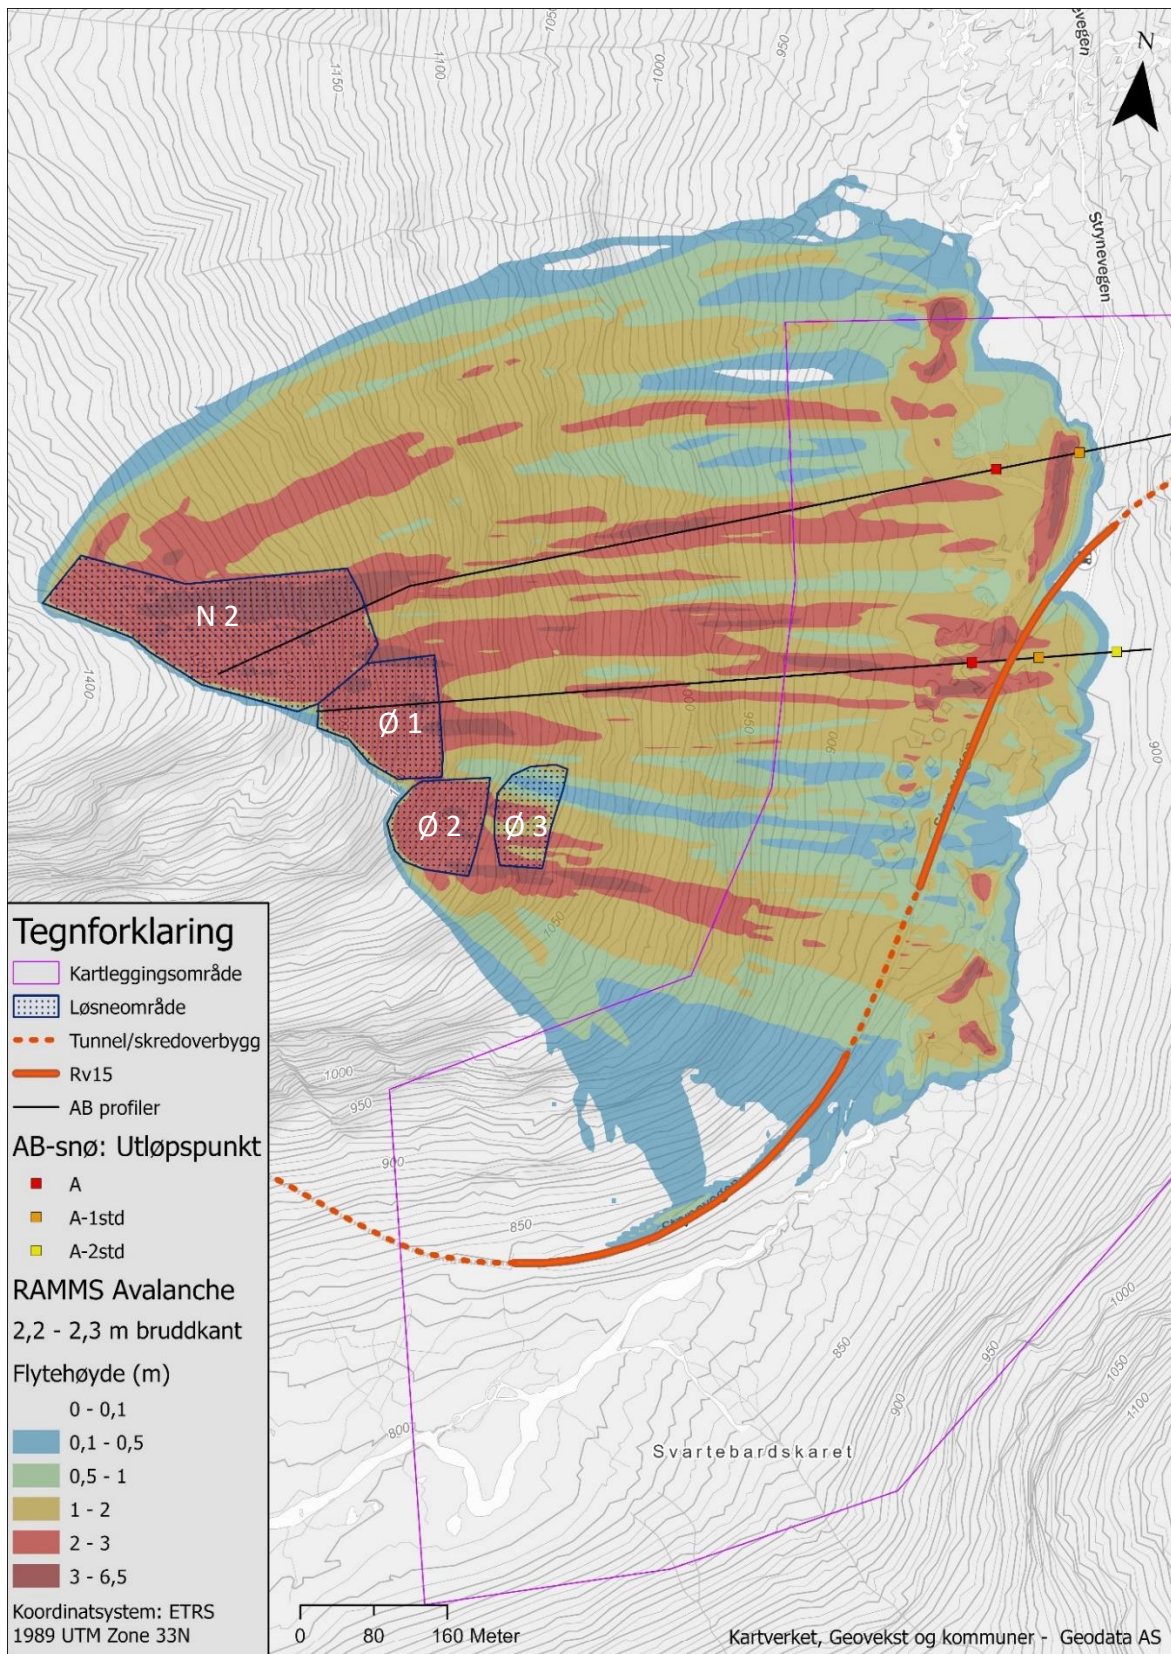 1050
1100
1150
1000
950
vegen
N
Strynevegen
N 2
Ø 1
Ø 2
Ø 3
1400
950
900
900
1050
1000
950
900
850
Strynevegen
850
900
950
1000
1050
1100
800
Svartebardskaret
Tegnforklaring
Kartleggingsområde
Løsneområde
Tunnel/skredoverbygg
Rv15
AB profiler
AB-snø: Utløpspunkt
A
A-1std
A-2std
RAMMS Avalanche
2,2 - 2,3 m bruddkant
Flytehøyde (m)
0 - 0,1
0,1 - 0,5
0,5 - 1
1 - 2
2 - 3
3 - 6,5
Koordinatsystem: ETRS
1989 UTM Zone 33N
0 80 160 Meter
Kartverket, Geovekst og kommuner - Geodata AS